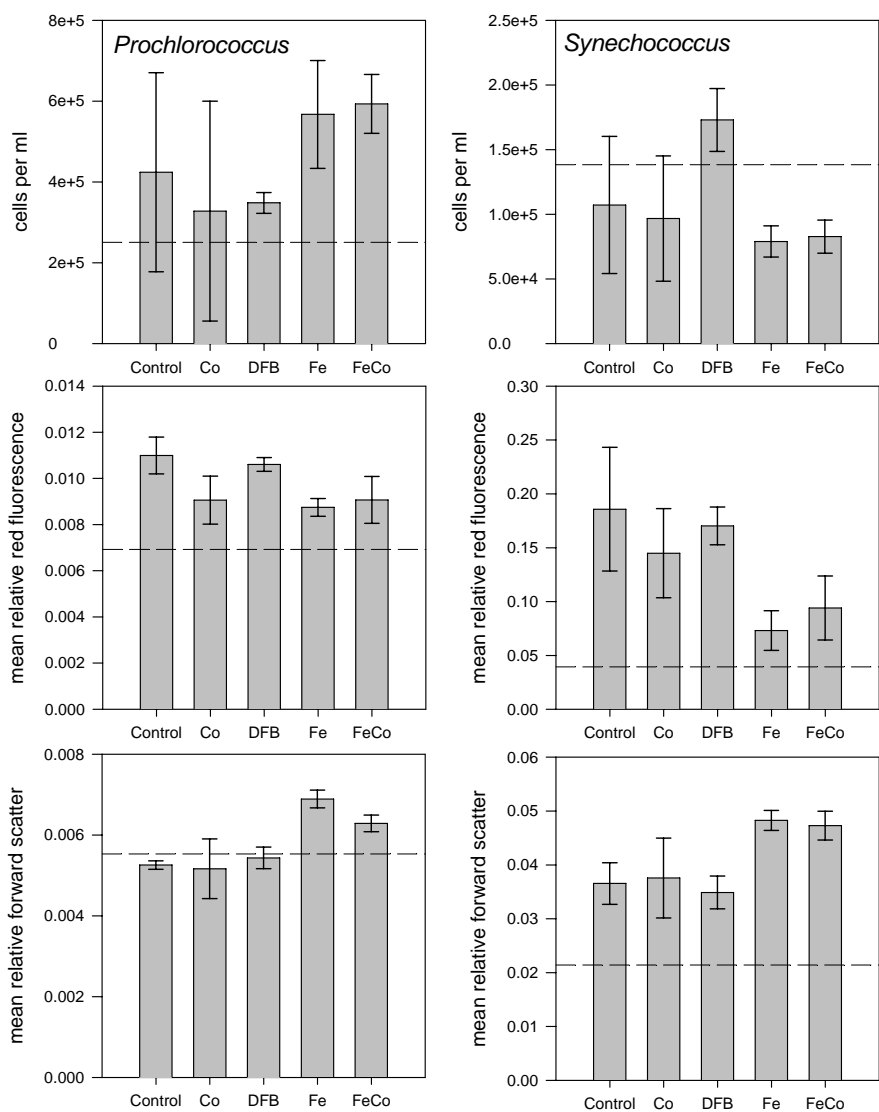 Prochlorococcus
cells per ml
8e+5
6e+5
4e+5
2e+5
0
Control Co DFB Fe FeCo
Synechococcus
cells per ml
2.5e+5
2.0e+5
1.5e+5
1.0e+5
5.0e+4
0.0
Control Co DFB Fe FeCo
mean relative red fluorescence
0.014
0.012
0.010
0.008
0.006
0.004
0.002
0.000
Control Co DFB Fe FeCo
mean relative red fluorescence
0.30
0.25
0.20
0.15
0.10
0.05
0.00
Control Co DFB Fe FeCo
mean relative forward scatter
0.008
0.006
0.004
0.002
0.000
Control Co DFB Fe FeCo
mean relative forward scatter
0.06
0.05
0.04
0.03
0.02
0.01
0.00
Control Co DFB Fe FeCo